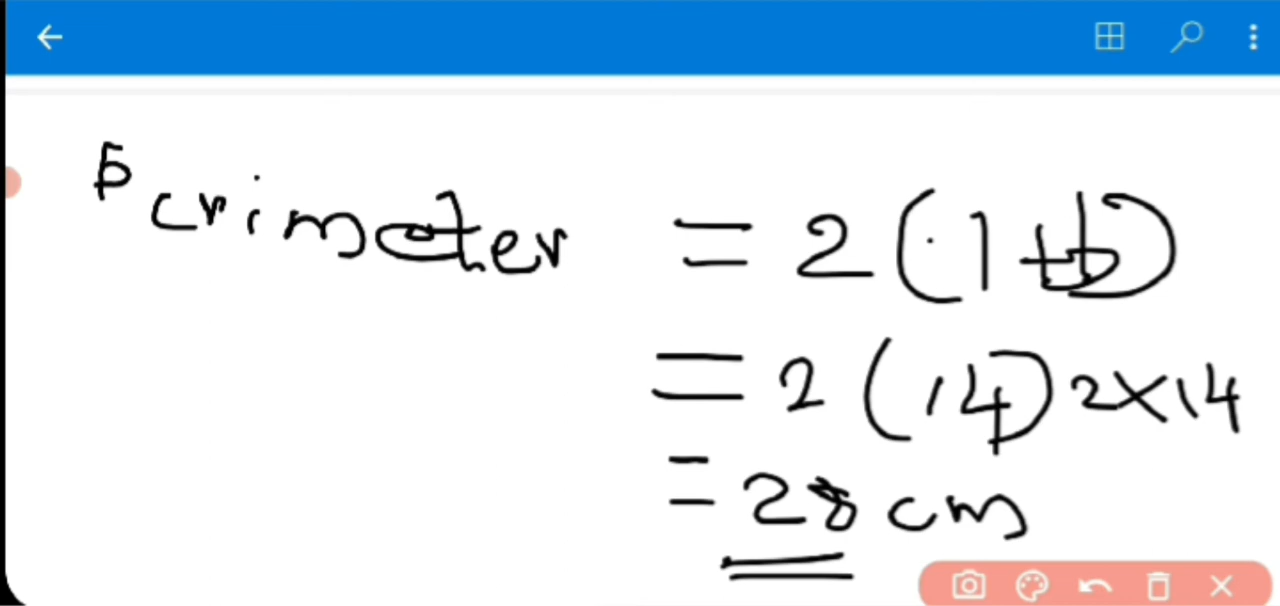 Perimeter = 2(l+b)
= 2(14) 2×14
= 28 cm